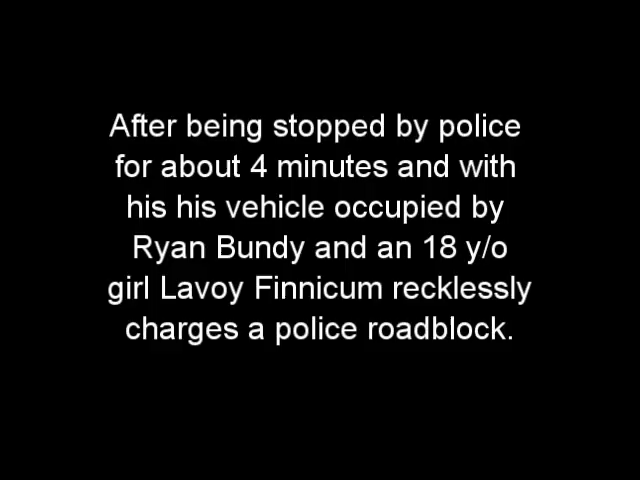 After being stopped by police
for about 4 minutes and with
his his vehicle occupied by
Ryan Bundy and an 18 y/o
girl Lavoy Finnicum recklessly
charges a police roadblock.